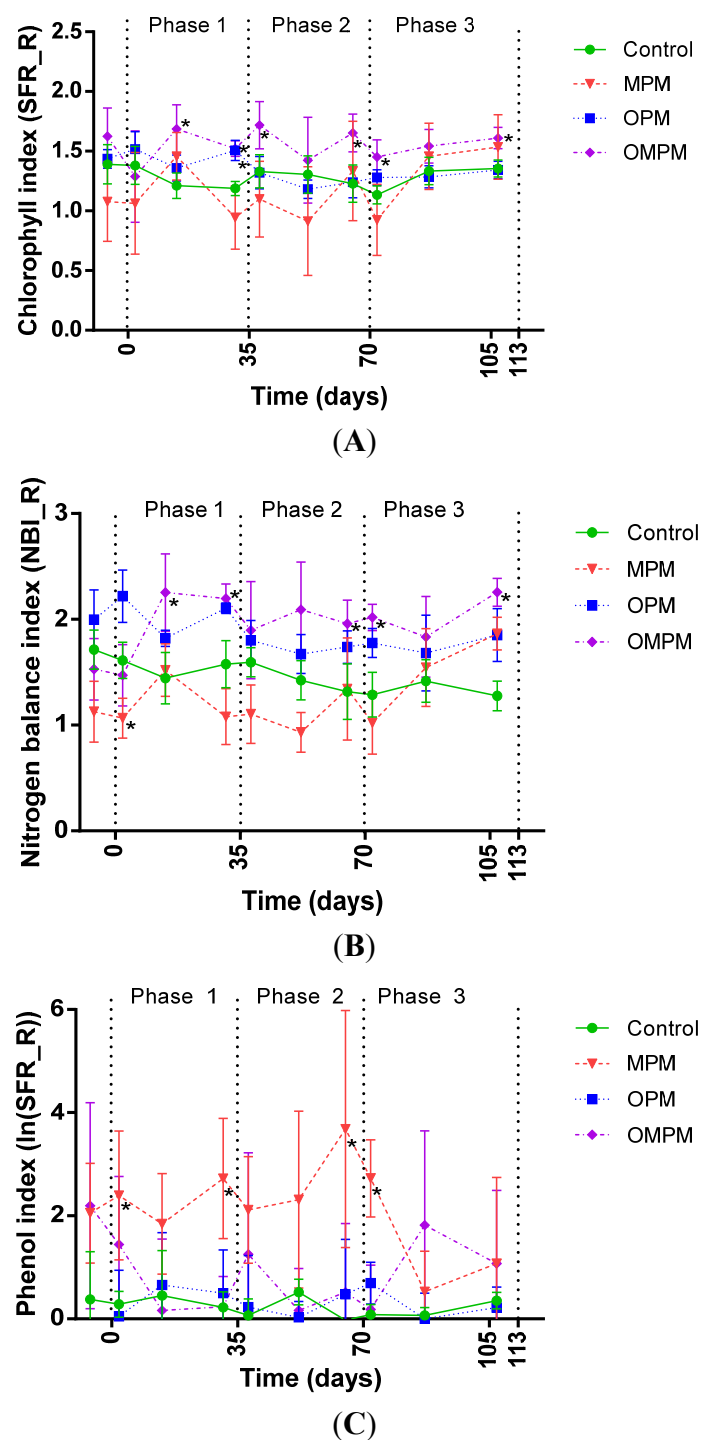 Phase 1 Phase 2 Phase 3
Chlorophyll index (SFR_R)
2.5
2.0
1.5
1.0
0.5
0.0
* * * * * * * *
0 35 70 105 113
Time (days)
Control
MPM
OPM
OMPM
(A)
Phase 1 Phase 2 Phase 3
Nitrogen balance index (NBI_R)
3
2
1
0
* * * * * *
0 35 70 105 113
Time (days)
Control
MPM
OPM
OMPM
(B)
Phase 1 Phase 2 Phase 3
Phenol index (ln(SFR_R))
6
4
2
0
* * * *
0 35 70 105 113
Time (days)
Control
MPM
OPM
OMPM
(C)